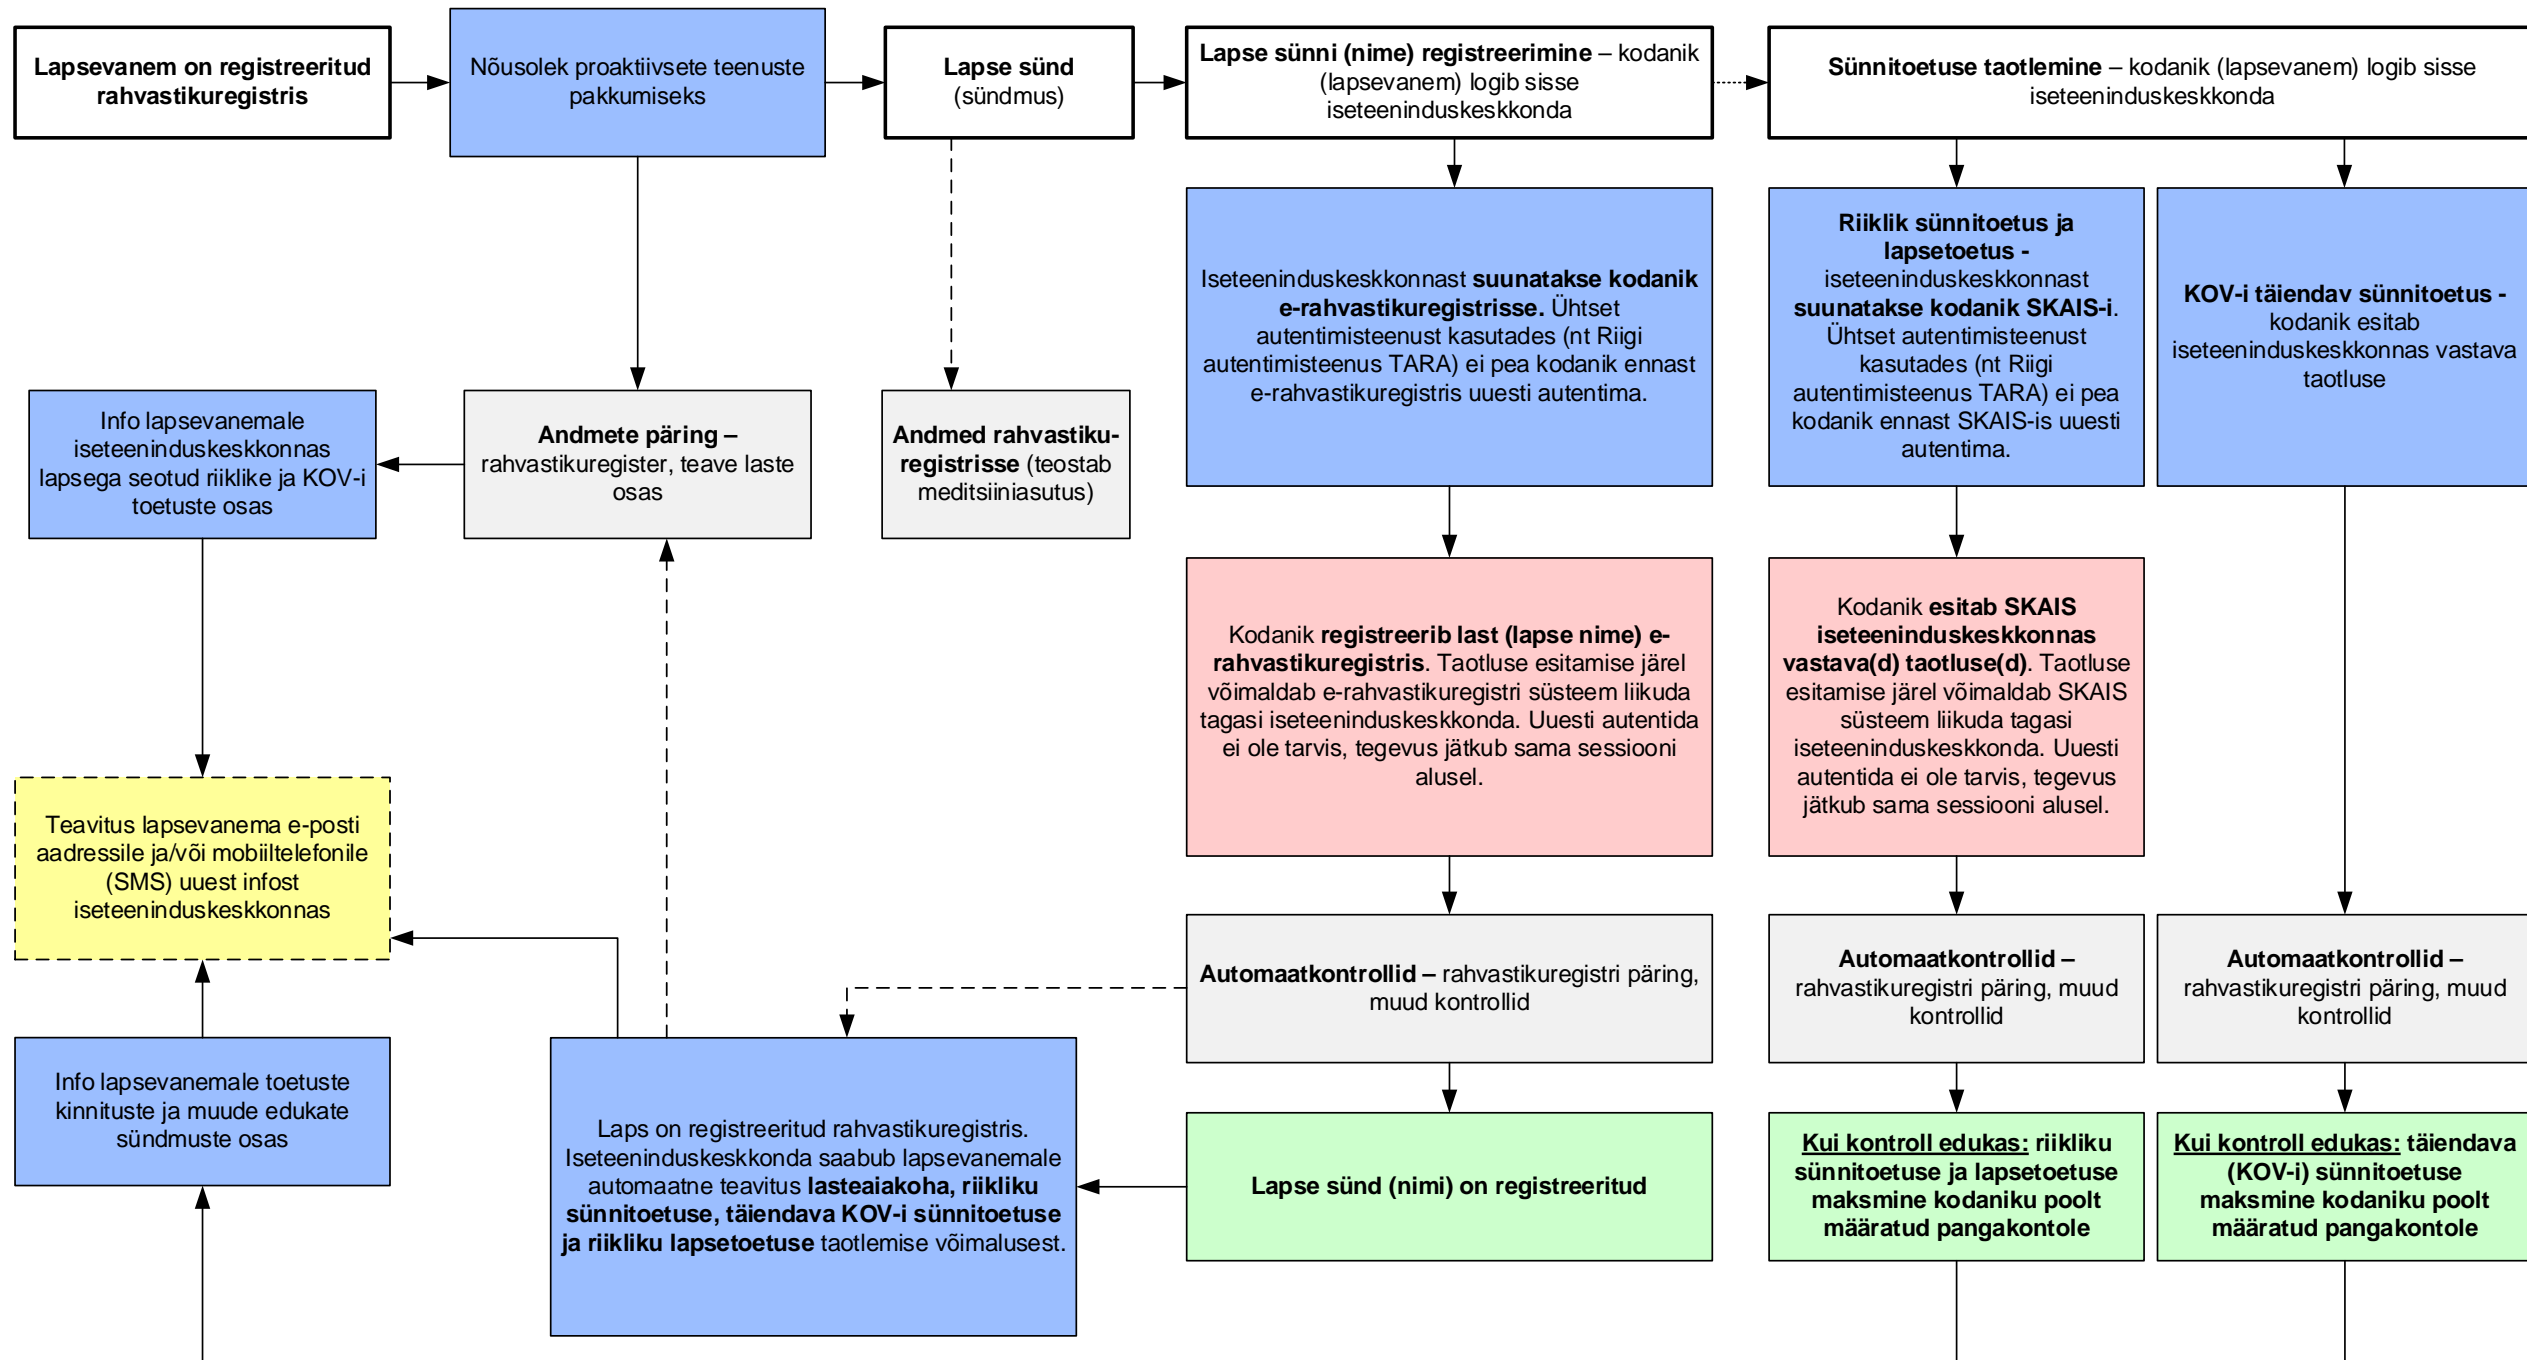 Lapsevanem on registreeritud
rahvastikuregistris
Nõusolek proaktiivsete teenuste
pakkumiseks
Lapse sünd
(sündmus)
Lapse sünni (nime) registreerimine – kodanik
(lapsevanem) logib sisse
iseteeninduskeskkonda
Sünnitoetuse taotlemine – kodanik (lapsevanem) logib sisse
iseteeninduskeskkonda
Iseteeninduskeskkonnast suunatakse kodanik
e-rahvastikuregistrisse. Ühtset
autentimisteenust kasutades (nt Riigi
autentimisteenus TARA) ei pea kodanik ennast
e-rahvastikuregistris uuesti autentima.
Riiklik sünnitoetus ja
lapsetoetus -
iseteeninduskeskkonnast
suunatakse kodanik SKAIS-i.
Ühtset autentimisteenust
kasutades (nt Riigi
autentimisteenus TARA) ei pea
kodanik ennast SKAIS-is uuesti
autentima.
KOV-i täiendav sünnitoetus -
kodanik esitab
iseteeninduskeskkonnas vastava
taotluse
Info lapsevanemale
iseteeninduskeskkonnas
lapsega seotud riiklike ja KOV-i
toetuste osas
Andmete päring –
rahvastikuregister, teave laste
osas
Andmed rahvastiku-
registrisse (teostab
meditsiiniasutus)
Kodanik registreerib last (lapse nime) e-
rahvastikuregistris. Taotluse esitamise järel
võimaldab e-rahvastikuregistri süsteem liikuda
tagasi iseteeninduskeskkonda. Uuesti autentida
ei ole tarvis, tegevus jätkub sama sessiooni
alusel.
Kodanik esitab SKAIS
iseteeninduskeskkonnas
vastava(d) taotluse(d). Taotluse
esitamise järel võimaldab SKAIS
süsteem liikuda tagasi
iseteeninduskeskkonda. Uuesti
autentida ei ole tarvis, tegevus
jätkub sama sessiooni alusel.
Teavitus lapsevanema e-posti
aadressile ja/või mobiiltelefonile
(SMS) uuest infost
iseteeninduskeskkonnas
Automaatkontrollid – rahvastikuregistri päring,
muud kontrollid
Automaatkontrollid –
rahvastikuregistri päring, muud
kontrollid
Automaatkontrollid –
rahvastikuregistri päring, muud
kontrollid
Info lapsevanemale toetuste
kinnituste ja muude edukate
sündmuste osas
Laps on registreeritud rahvastikuregistris.
Iseteeninduskeskkonda saabub lapsevanemale
automaatne teavitus lasteaiakoha, riikliku
sünnitoetuse, täiendava KOV-i sünnitoetuse
ja riikliku lapsetoetuse taotlemise võimalusest.
Lapse sünd (nimi) on registreeritud
Kui kontroll edukas: riikliku
sünnitoetuse ja lapsetoetuse
maksmine kodaniku poolt
määratud pangakontole
Kui kontroll edukas: täiendava
(KOV-i) sünnitoetuse
maksmine kodaniku poolt
määratud pangakontole